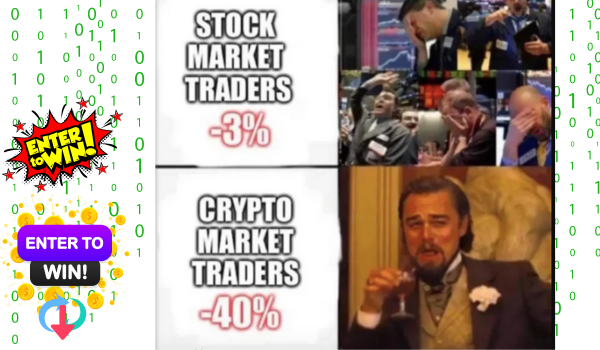 STOCK
MARKET
TRADERS
-3%
CRYPTO
MARKET
TRADERS
-40%
ENTER
to WIN!
ENTER TO
WIN!